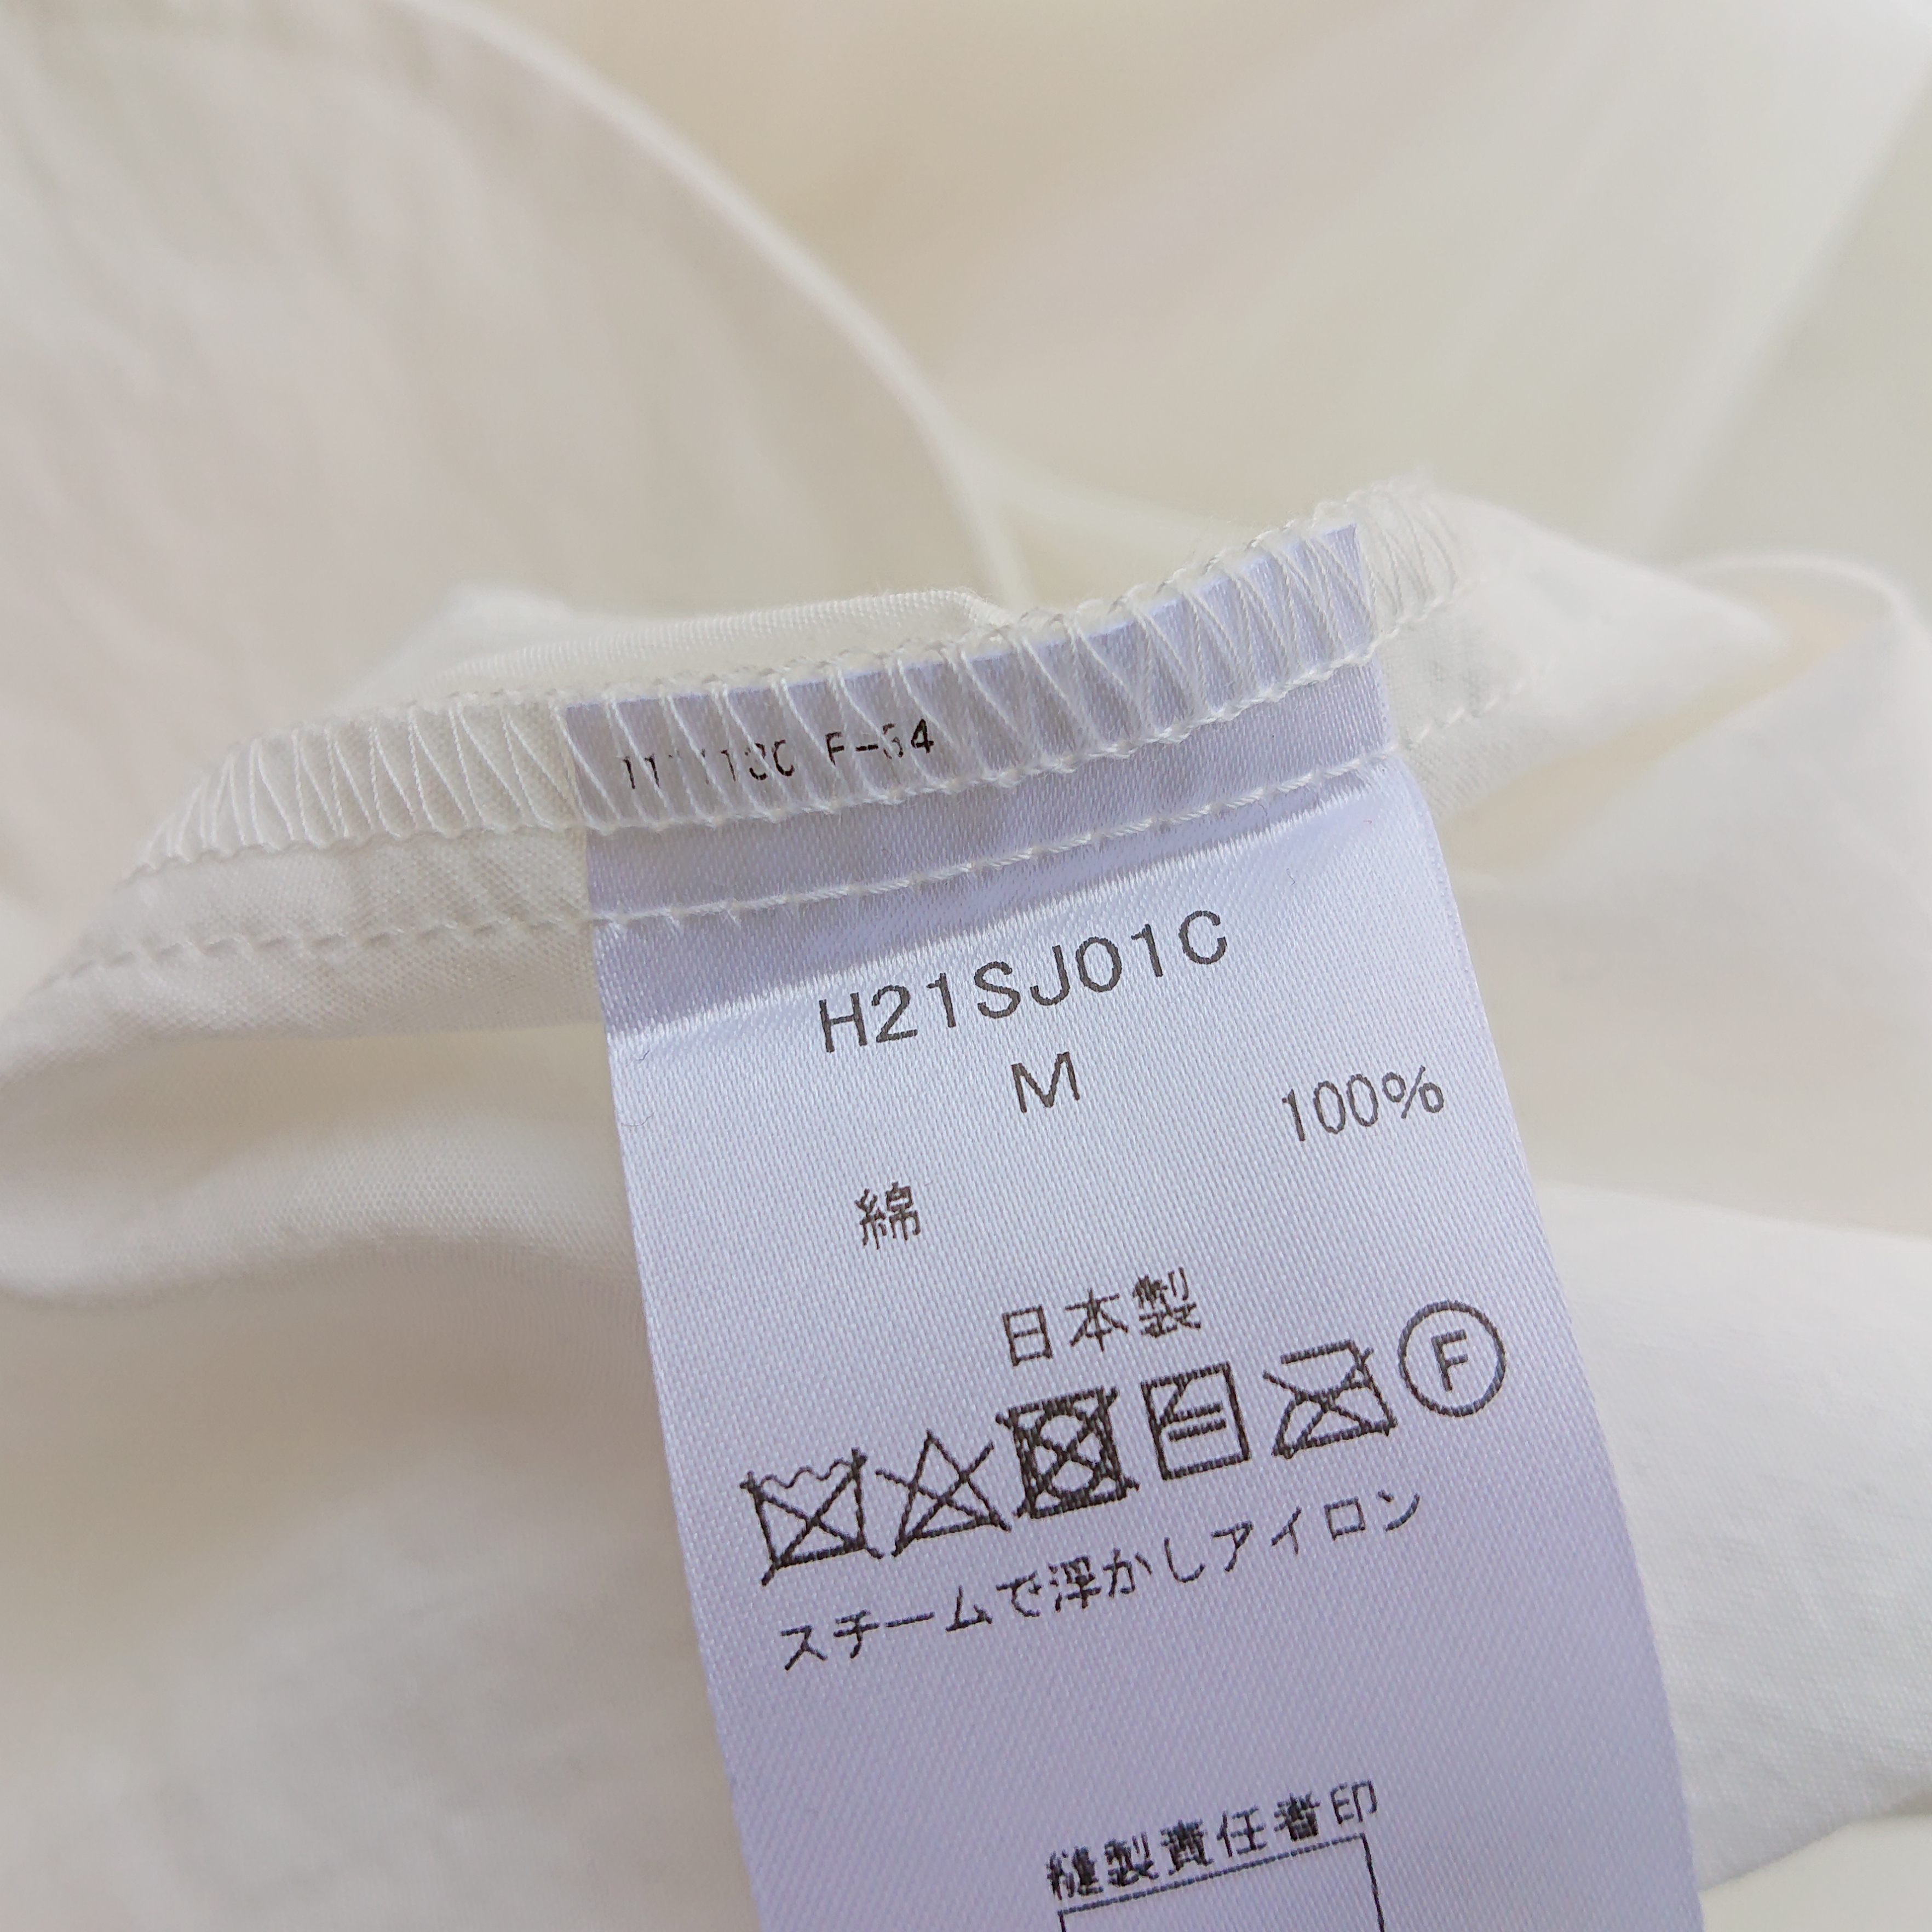 H21SJ01C
M
綿 100%
日本製
F
スチームで浮かしアイロン
縫製責任者印